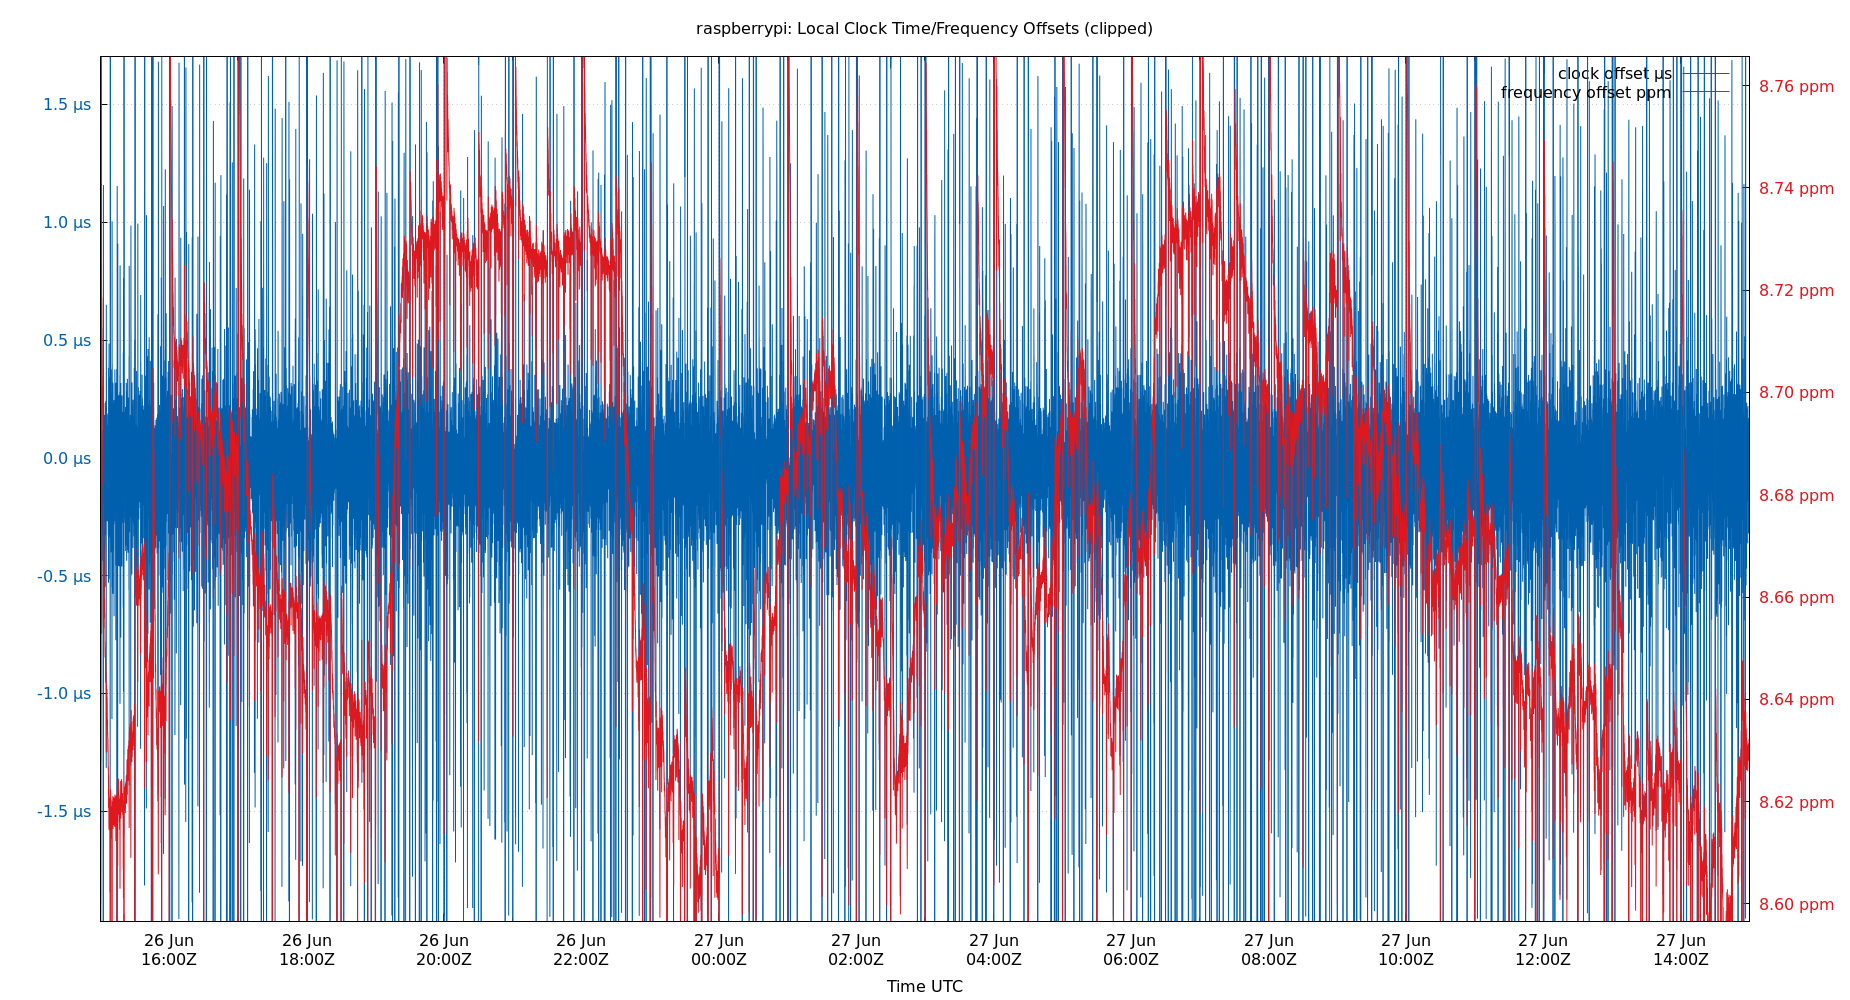 raspberrypi: Local Clock Time/Frequency Offsets (clipped)
clock offset µs
frequency offset ppm
1.5 µs
1.0 µs
0.5 µs
0.0 µs
-0.5 µs
-1.0 µs
-1.5 µs
8.76 ppm
8.74 ppm
8.72 ppm
8.70 ppm
8.68 ppm
8.66 ppm
8.64 ppm
8.62 ppm
8.60 ppm
26 Jun 26 Jun 26 Jun 26 Jun 27 Jun 27 Jun 27 Jun 27 Jun 27 Jun 27 Jun 27 Jun 27 Jun
16:00Z 18:00Z 20:00Z 22:00Z 00:00Z 02:00Z 04:00Z 06:00Z 08:00Z 10:00Z 12:00Z 14:00Z
Time UTC